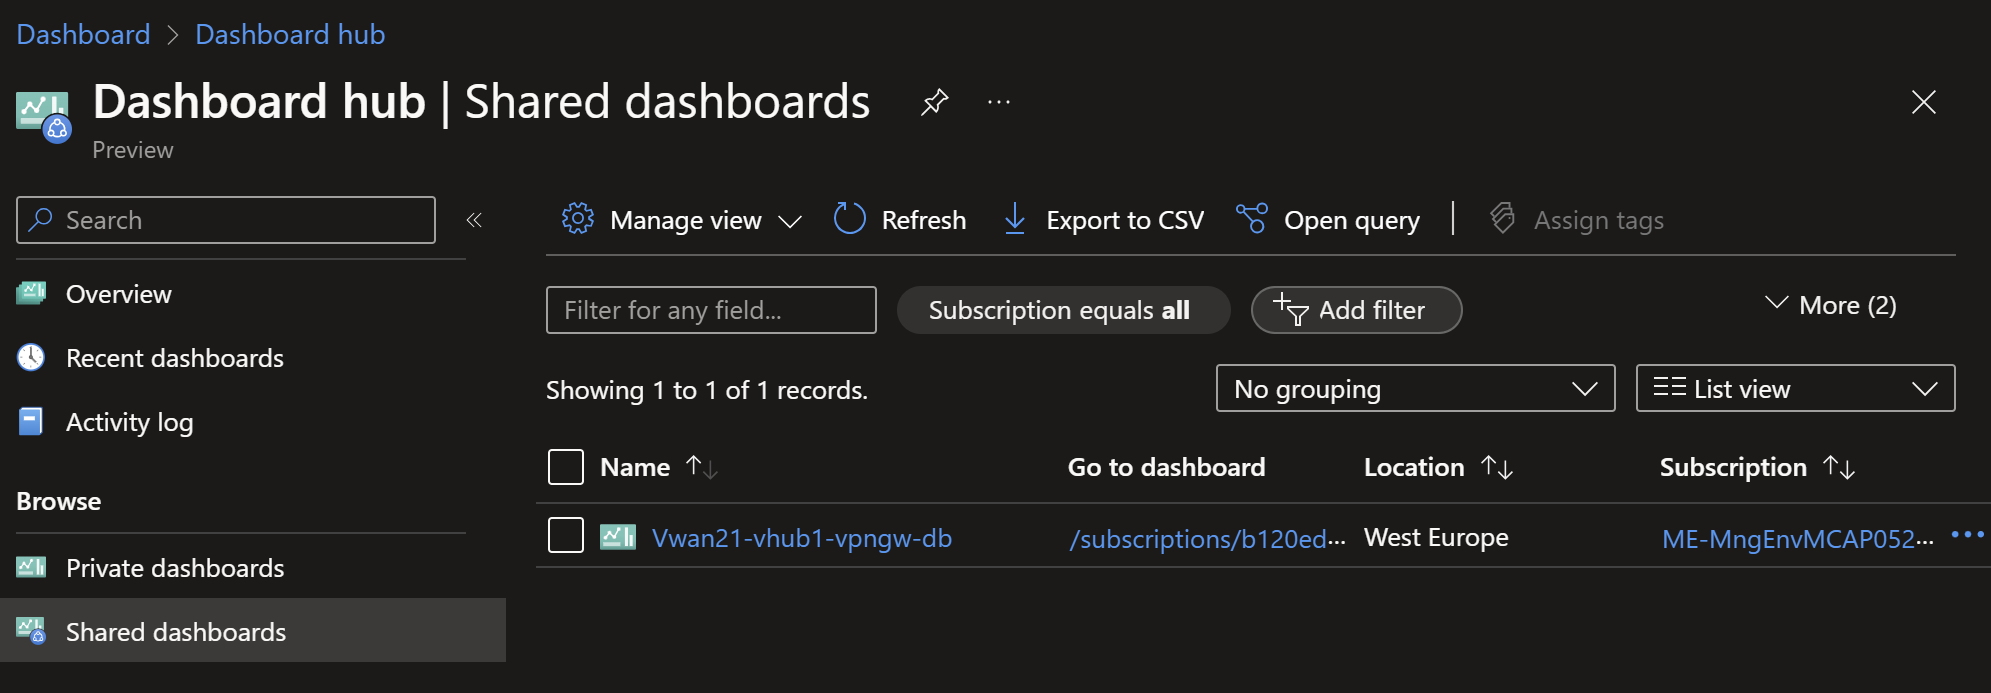 Dashboard > Dashboard hub
Dashboard hub | Shared dashboards ...
Preview
Search «
Overview
Recent dashboards
Activity log
Browse
Private dashboards
Shared dashboards
Manage view Refresh Export to CSV Open query | Assign tags
Filter for any field... Subscription equals all Add filter More (2)
Showing 1 to 1 of 1 records. No grouping List view
Name ↑↓ Go to dashboard Location ↑↓ Subscription ↑↓
Vwan21-vhub1-vpngw-db /subscriptions/b120ed... West Europe ME-MngEnvMCAP052... ...